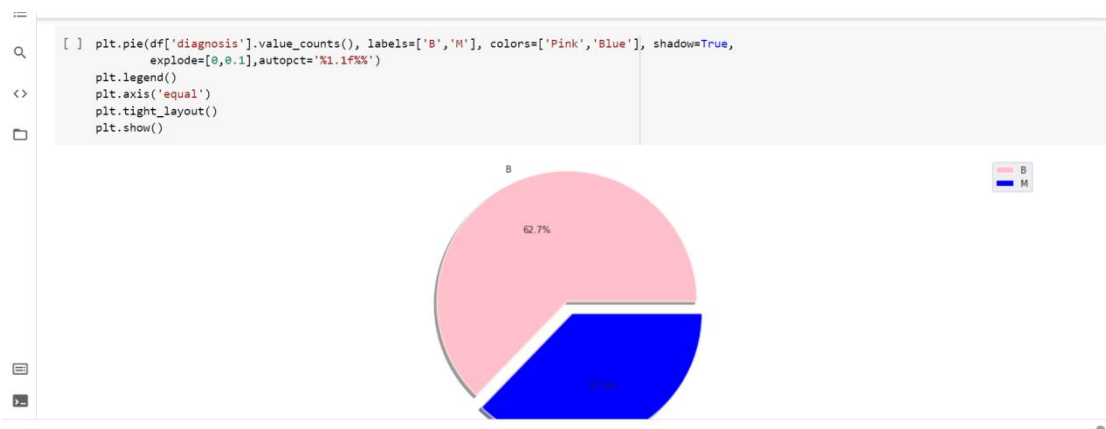 [ ] plt.pie(df['diagnosis'].value_counts(), labels=['B','M'], colors=['Pink','Blue'], shadow=True,
explode=[0,0.1],autopct='%1.1f%%')
plt.legend()
plt.axis('equal')
plt.tight_layout()
plt.show()
B
B
M
62.7%